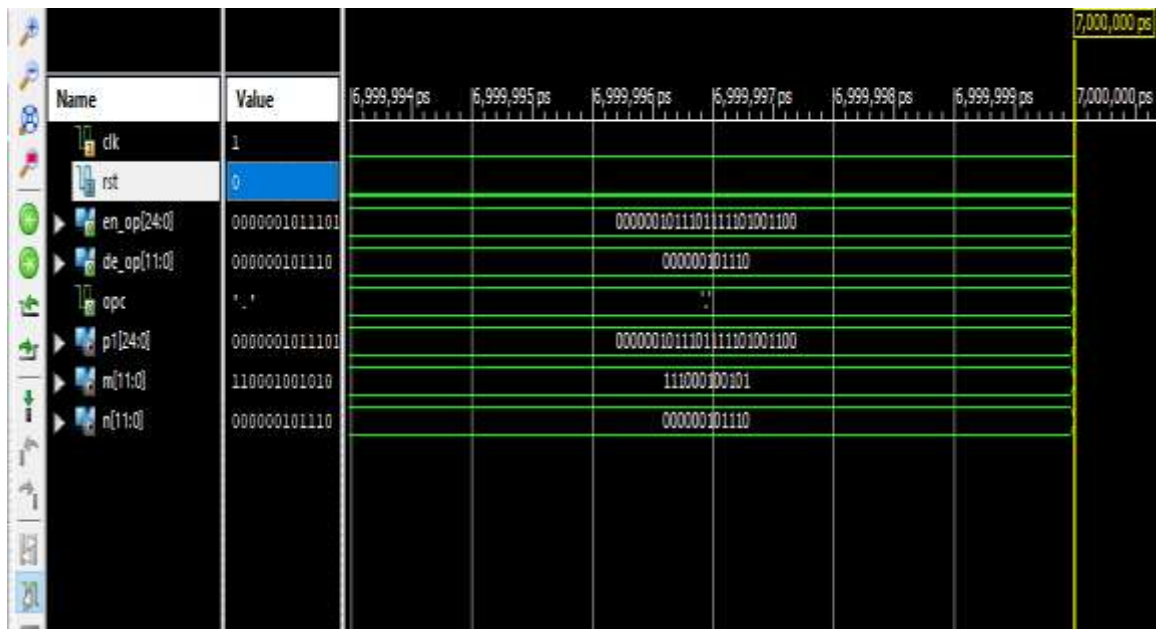 7,000,000 ps
Name Value 6,999,994 ps 6,999,995 ps 6,999,996 ps 6,999,997 ps 6,999,998 ps 6,999,999 ps 7,000,000 ps
clk 1
rst 0
en_op[24:0] 0000001011101 0000001011101111101001100
de_op[11:0] 000000101110 000000101110
opc '.' '.'
p1[24:0] 0000001011101 0000001011101111101001100
m[11:0] 110001001010 111000100101
n[11:0] 000000101110 000000101110